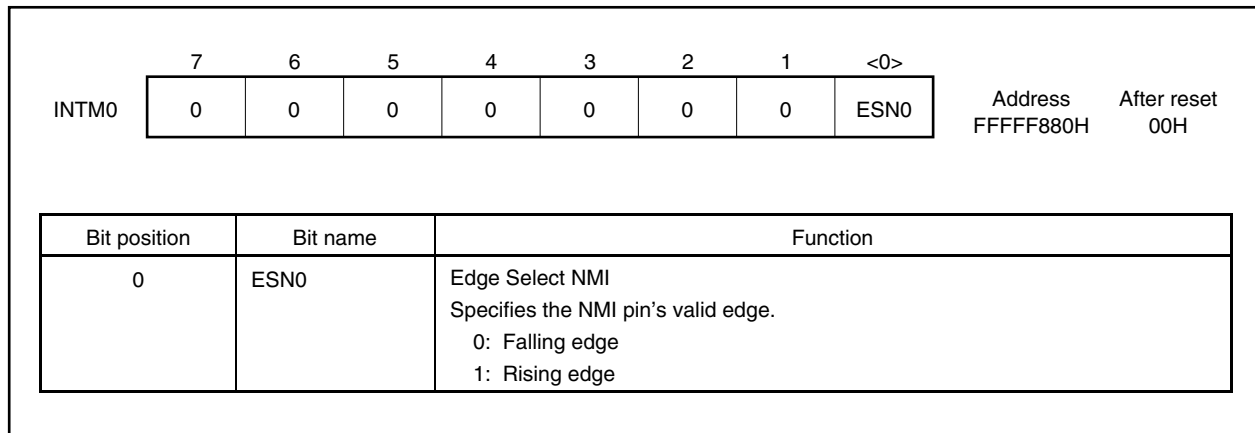 7 6 5 4 3 2 1 <0>
INTM0 0 0 0 0 0 0 0 ESN0 Address After reset
FFFFF880H 00H
Bit position Bit name Function
0 ESN0 Edge Select NMI
Specifies the NMI pin's valid edge.
0: Falling edge
1: Rising edge